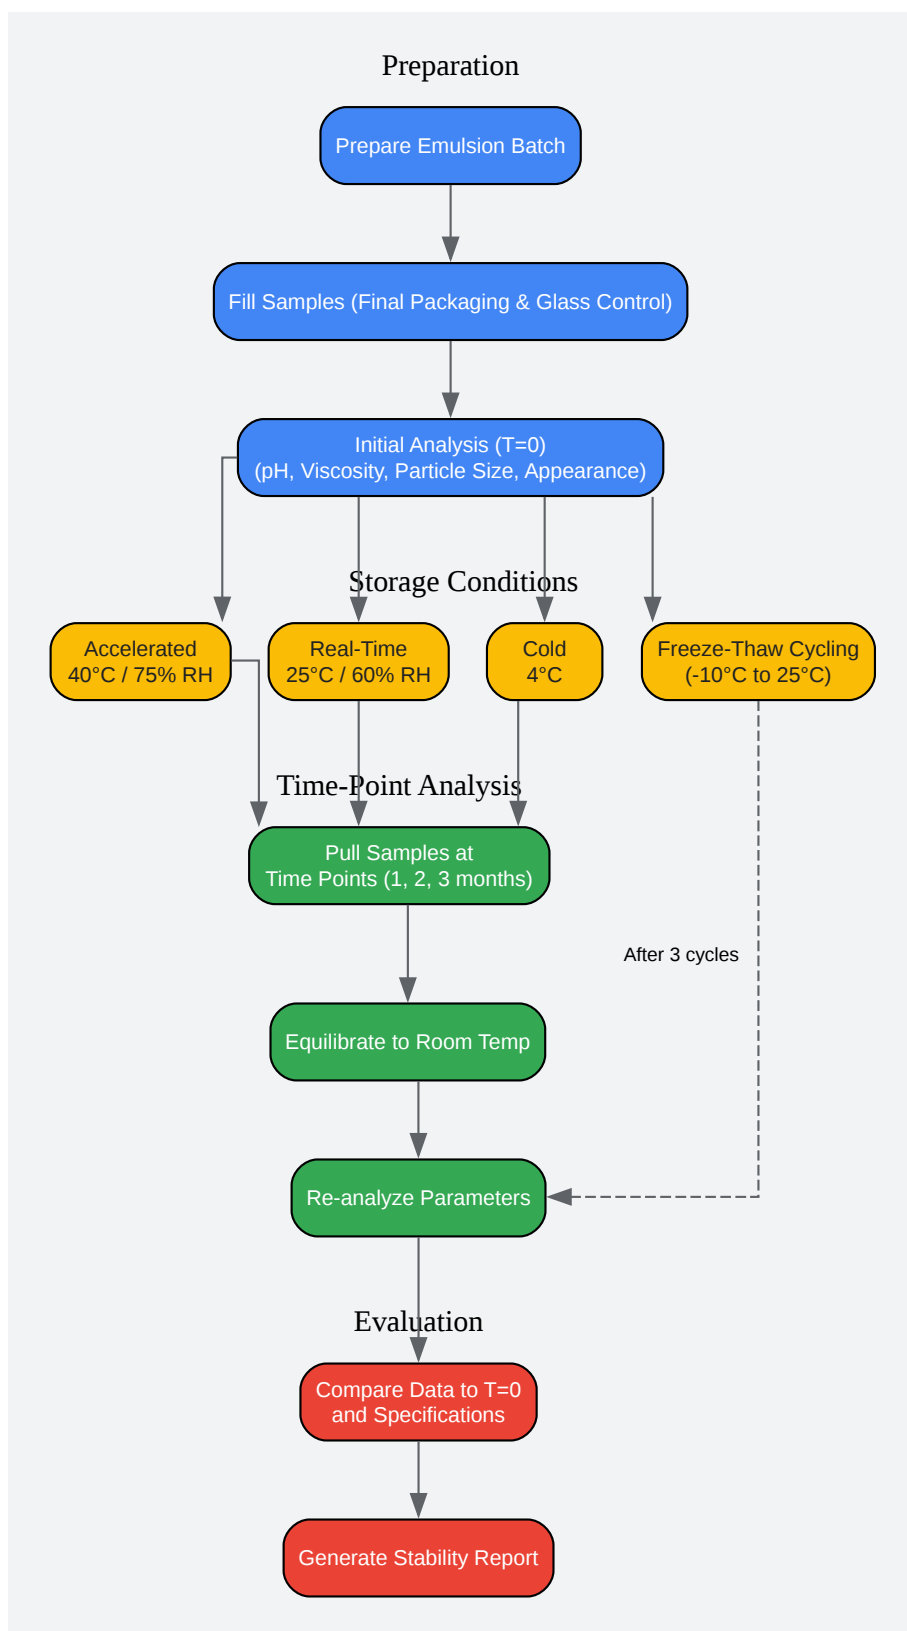 Preparation
Prepare Emulsion Batch
Fill Samples (Final Packaging & Glass Control)
Initial Analysis (T=0)
(pH, Viscosity, Particle Size, Appearance)
Storage Conditions
Accelerated
40°C / 75% RH
Real-Time
25°C / 60% RH
Cold
4°C
Freeze-Thaw Cycling
(-10°C to 25°C)
Time-Point Analysis
Pull Samples at
Time Points (1, 2, 3 months)
After 3 cycles
Equilibrate to Room Temp
Re-analyze Parameters
Evaluation
Compare Data to T=0
and Specifications
Generate Stability Report